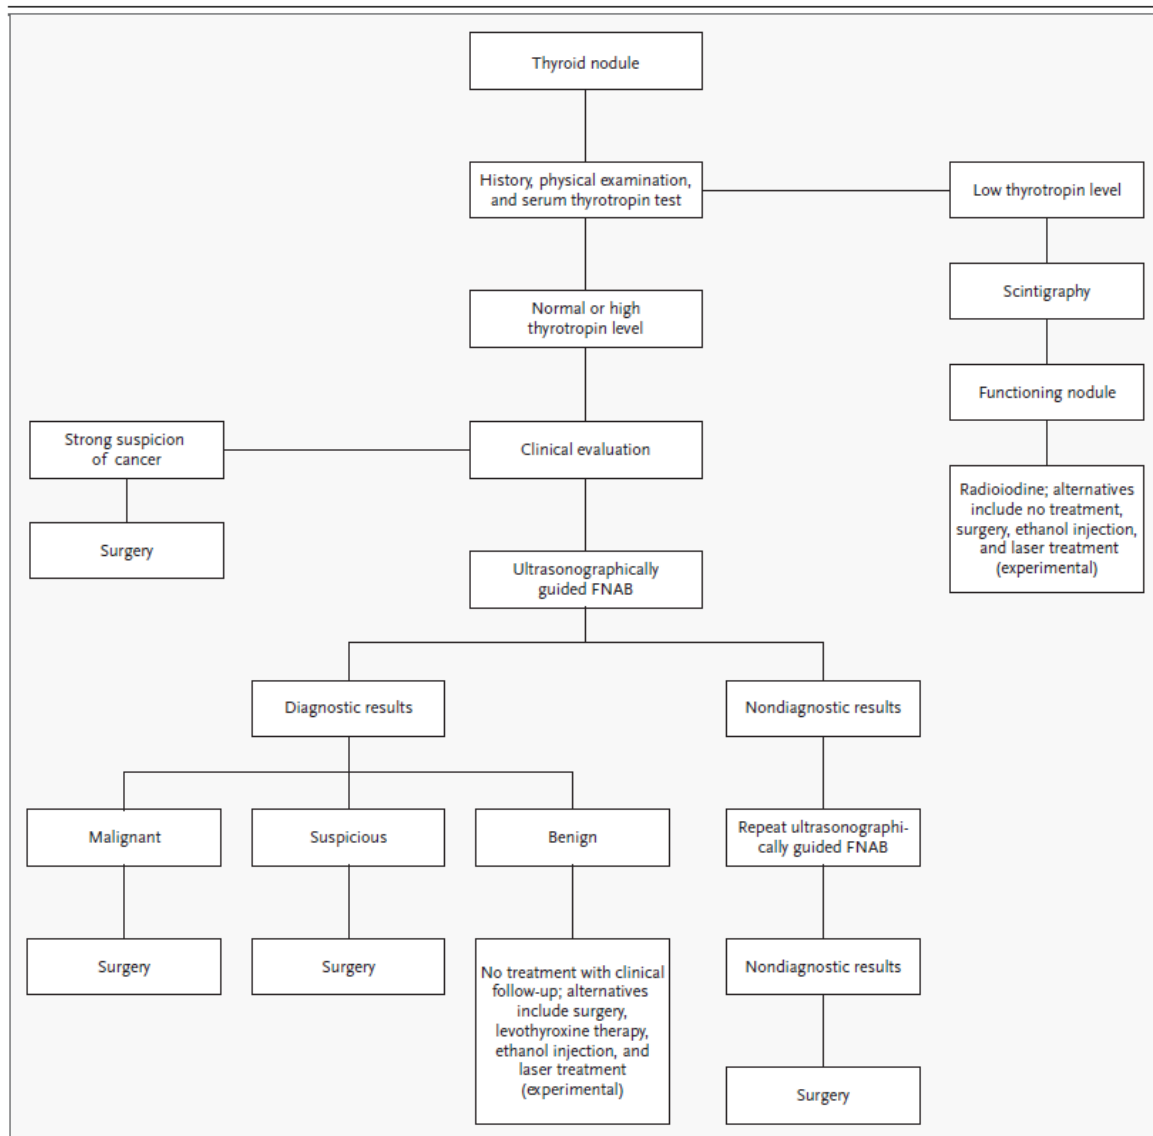 Thyroid nodule
History, physical examination,
and serum thyrotropin test
Low thyrotropin level
Scintigraphy
Normal or high
thyrotropin level
Functioning nodule
Strong suspicion
of cancer
Clinical evaluation
Radioiodine; alternatives
include no treatment,
surgery, ethanol injection,
and laser treatment
(experimental)
Surgery
Ultrasonographically
guided FNAB
Diagnostic results
Nondiagnostic results
Malignant
Suspicious
Benign
Repeat ultrasonographi-
cally guided FNAB
Surgery
Surgery
No treatment with clinical
follow-up; alternatives
include surgery,
levothyroxine therapy,
ethanol injection, and
laser treatment
(experimental)
Nondiagnostic results
Surgery